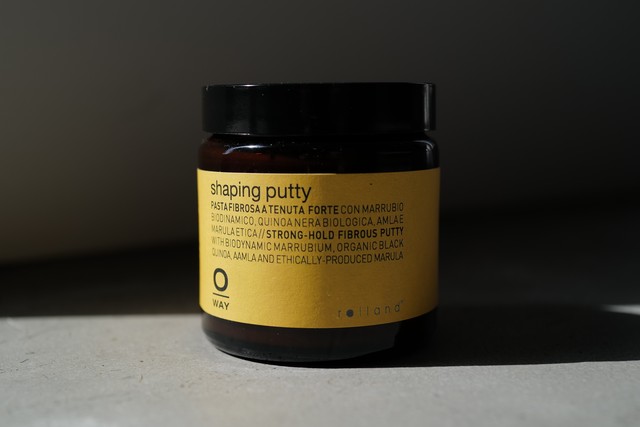 shaping putty
PASTA FIBROSA A TENUTA FORTE CON MARRUBIO
BIODINAMICO, QUINOA NERA BIOLOGICA, AMLA E
MARULA ETICA // STRONG-HOLD FIBROUS PUTTY
WITH BIODYNAMIC MARRUBIUM, ORGANIC BLACK
QUINOA, AAMLA AND ETHICALLY-PRODUCED MARULA
O
WAY
rolland